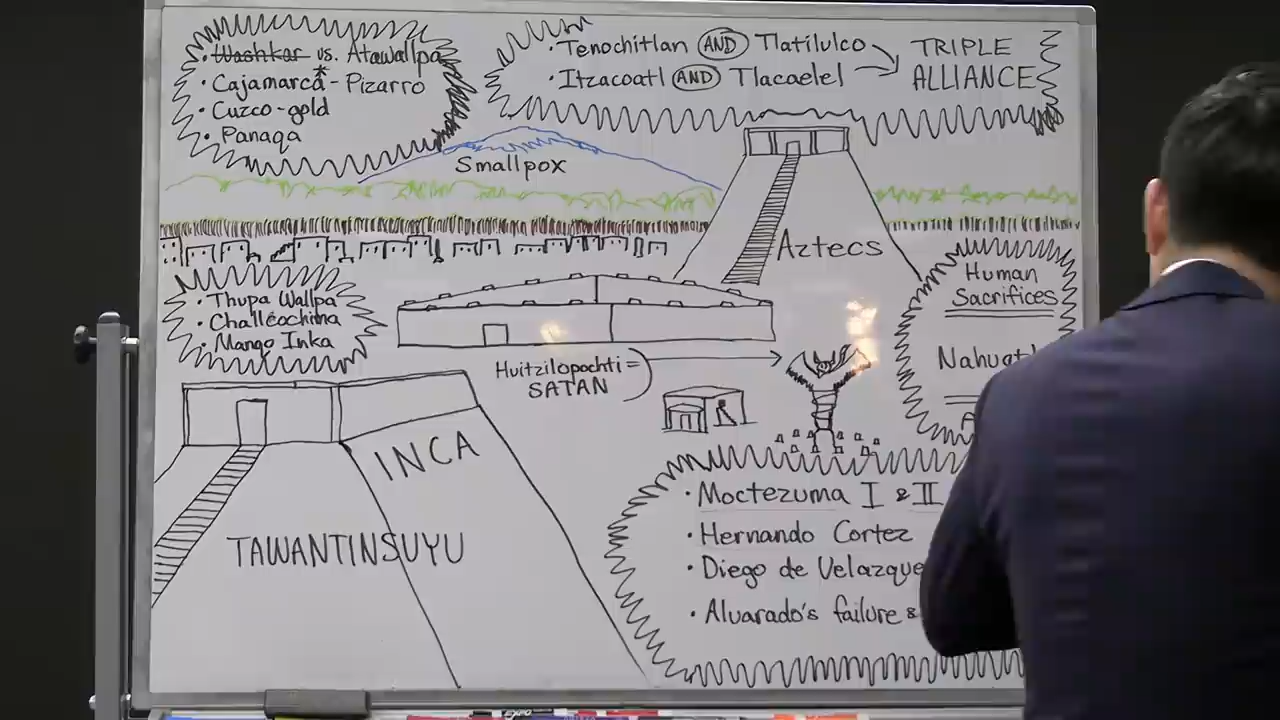 · Washkar vs. Atawallpa
· Cajamarca* - Pizarro
· Cuzco-gold
· Panaqa
· Tenochitlan AND Tlatilulco
· Itzacoatl AND Tlacaelel
TRIPLE
ALLIANCE
Smallpox
Aztecs
Human
Sacrifices
· Thupa Wallpa
· Challcochima
· Mango Inka
Huitzilopochti =
SATAN
INCA
TAWANTINSUYU
· Moctezuma I & II
· Hernando Cortez
· Diego de
· Alvarado's failure &